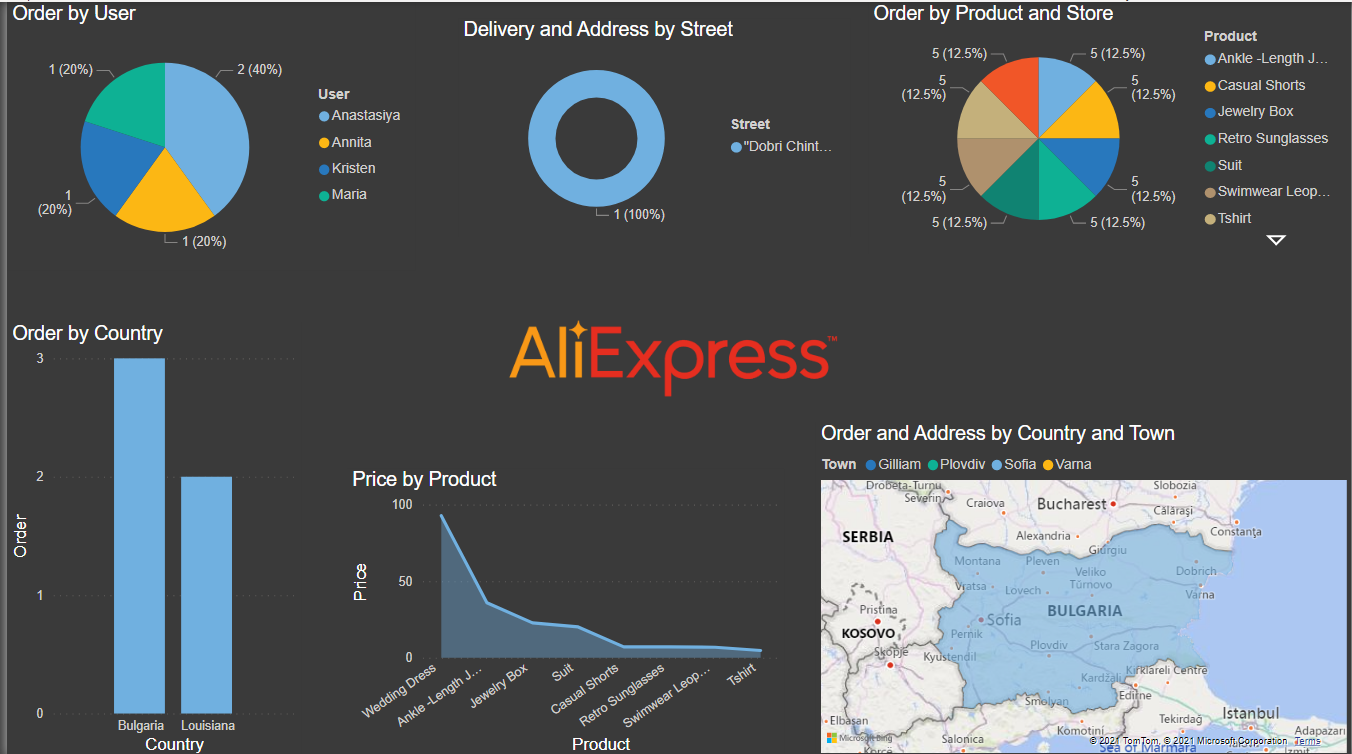 Order by User
1 (20%)
2 (40%)
1
(20%)
1 (20%)
User
Anastasiya
Annita
Kristen
Maria
Delivery and Address by Street
1 (100%)
Street
"Dobri Chint...
Order by Product and Store
5 (12.5%)
5 (12.5%)
5
(12.5%)
5
(12.5%)
5
(12.5%)
5
(12.5%)
5 (12.5%)
5 (12.5%)
Product
Ankle -Length J...
Casual Shorts
Jewelry Box
Retro Sunglasses
Suit
Swimwear Leop...
Tshirt
Order by Country
3
2
1
0
Order
Bulgaria
Louisiana
Country
AliExpress™
Price by Product
100
50
0
Price
Wedding Dress
Ankle -Length J...
Jewelry Box
Suit
Casual Shorts
Retro Sunglasses
Swimwear Leop...
Tshirt
Product
Order and Address by Country and Town
Town Gilliam Plovdiv Sofia Varna
Drobeta-Turnu
Severin
Craiova
Bucharest
Slobozia
Călărași
Constanța
SERBIA
Alexandria
Giurgiu
Montana
Pleven
Veliko
Tŭrnovo
Dobrich
Vratsa
Lovech
Varna
Pristina
BULGARIA
KOSOVO
Sofia
Pernik
Plovdiv
Stara Zagora
Skopje
Kyustendil
Kardžali
Kirklareli Centre
Smolyan
Edirne
Elbasan
Tekirdağ
Istanbul
Komotini
Adapazarı
Microsoft Bing
Korçë
Salonica
Sea of Marmara
İzmit
© 2021 TomTom, © 2021 Microsoft Corporation Terms